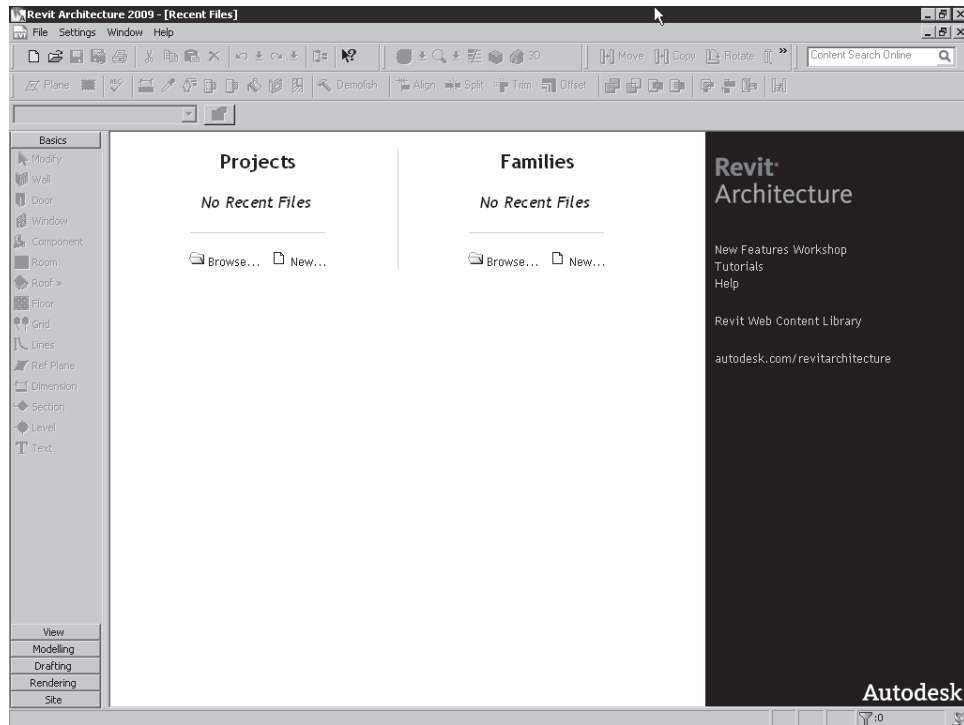 Revit Architecture 2009 - [Recent Files]
File Settings Window Help
3D Move Copy Rotate » Content Search Online
Plane Demolish Align Split Trim Offset
Basics
Modify
Wall
Door
Window
Component
Room
Roof »
Floor
Grid
Lines
Ref Plane
Dimension
Section
Level
Text
View
Modelling
Drafting
Rendering
Site
Projects
No Recent Files
Browse... New...
Families
No Recent Files
Browse... New...
Revit
Architecture
New Features Workshop
Tutorials
Help
Revit Web Content Library
autodesk.com/revitarchitecture
Autodesk
:0